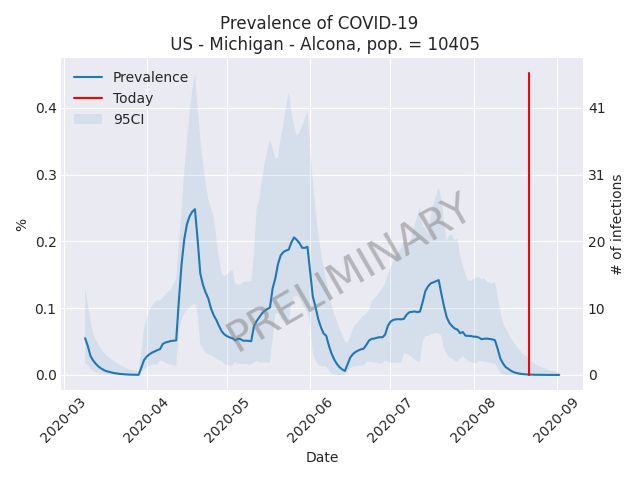 Prevalence of COVID-19
US - Michigan - Alcona, pop. = 10405
Prevalence
Today
95CI
PRELIMINARY
%
0.4
0.3
0.2
0.1
0.0
41
31
20
10
0
# of infections
2020-03
2020-04
2020-05
2020-06
2020-07
2020-08
2020-09
Date